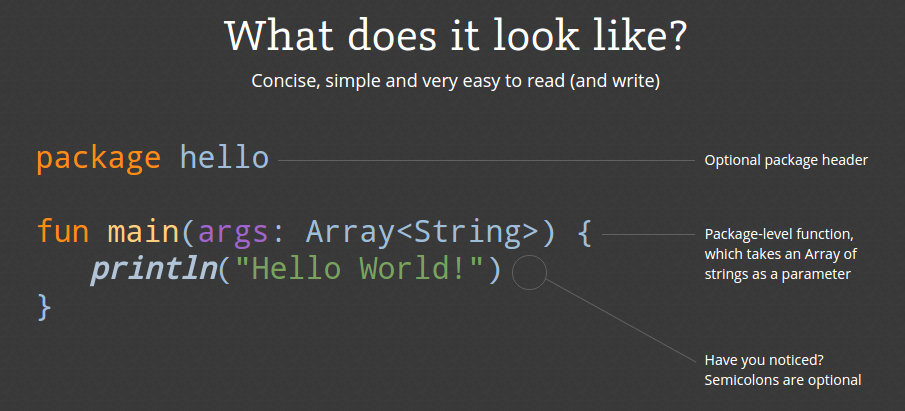 What does it look like?
Concise, simple and very easy to read (and write)
package hello
Optional package header
fun main(args: Array<String>) {
Package-level function,
which takes an Array of
strings as a parameter
println("Hello World!")
}
Have you noticed?
Semicolons are optional